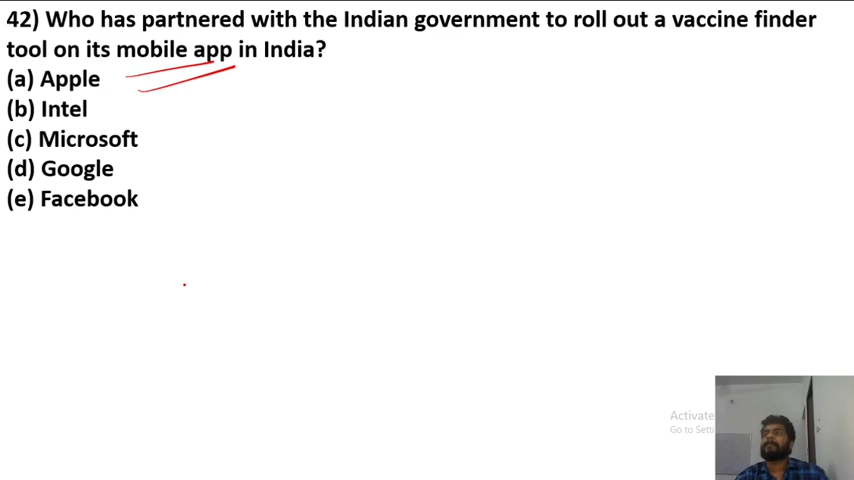 42) Who has partnered with the Indian government to roll out a vaccine finder
tool on its mobile app in India?
(a) Apple
(b) Intel
(c) Microsoft
(d) Google
(e) Facebook
Activate
Go to Setti